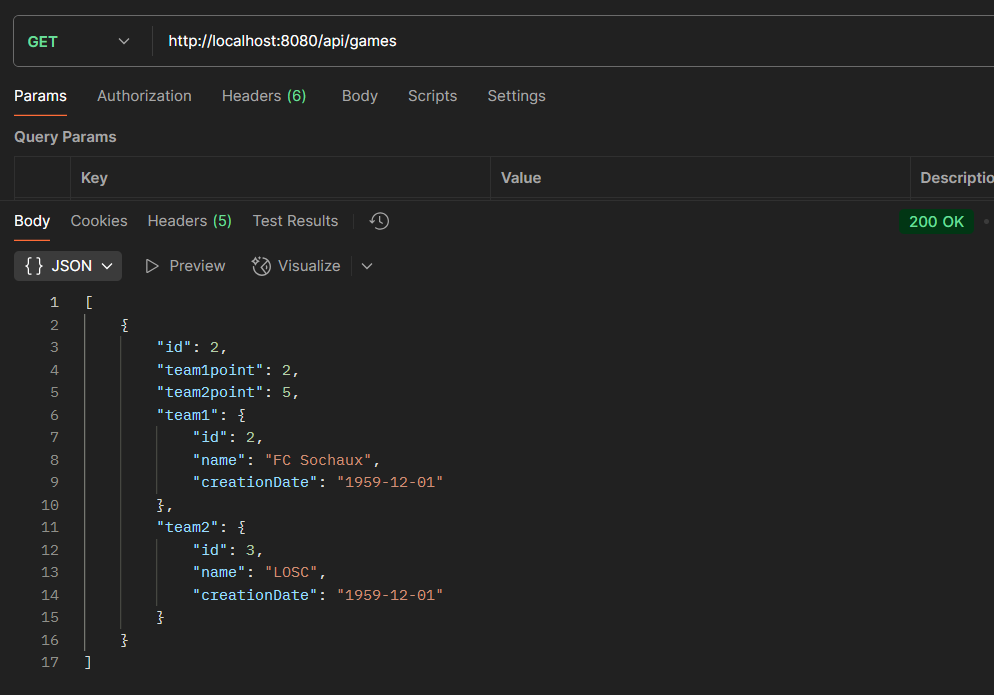 GET http://localhost:8080/api/games
Params Authorization Headers (6) Body Scripts Settings
Query Params
Key Value Descriptio
Body Cookies Headers (5) Test Results 200 OK
{} JSON Preview Visualize
1 [
2 {
3 "id": 2,
4 "team1point": 2,
5 "team2point": 5,
6 "team1": {
7 "id": 2,
8 "name": "FC Sochaux",
9 "creationDate": "1959-12-01"
10 },
11 "team2": {
12 "id": 3,
13 "name": "LOSC",
14 "creationDate": "1959-12-01"
15 }
16 }
17 ]